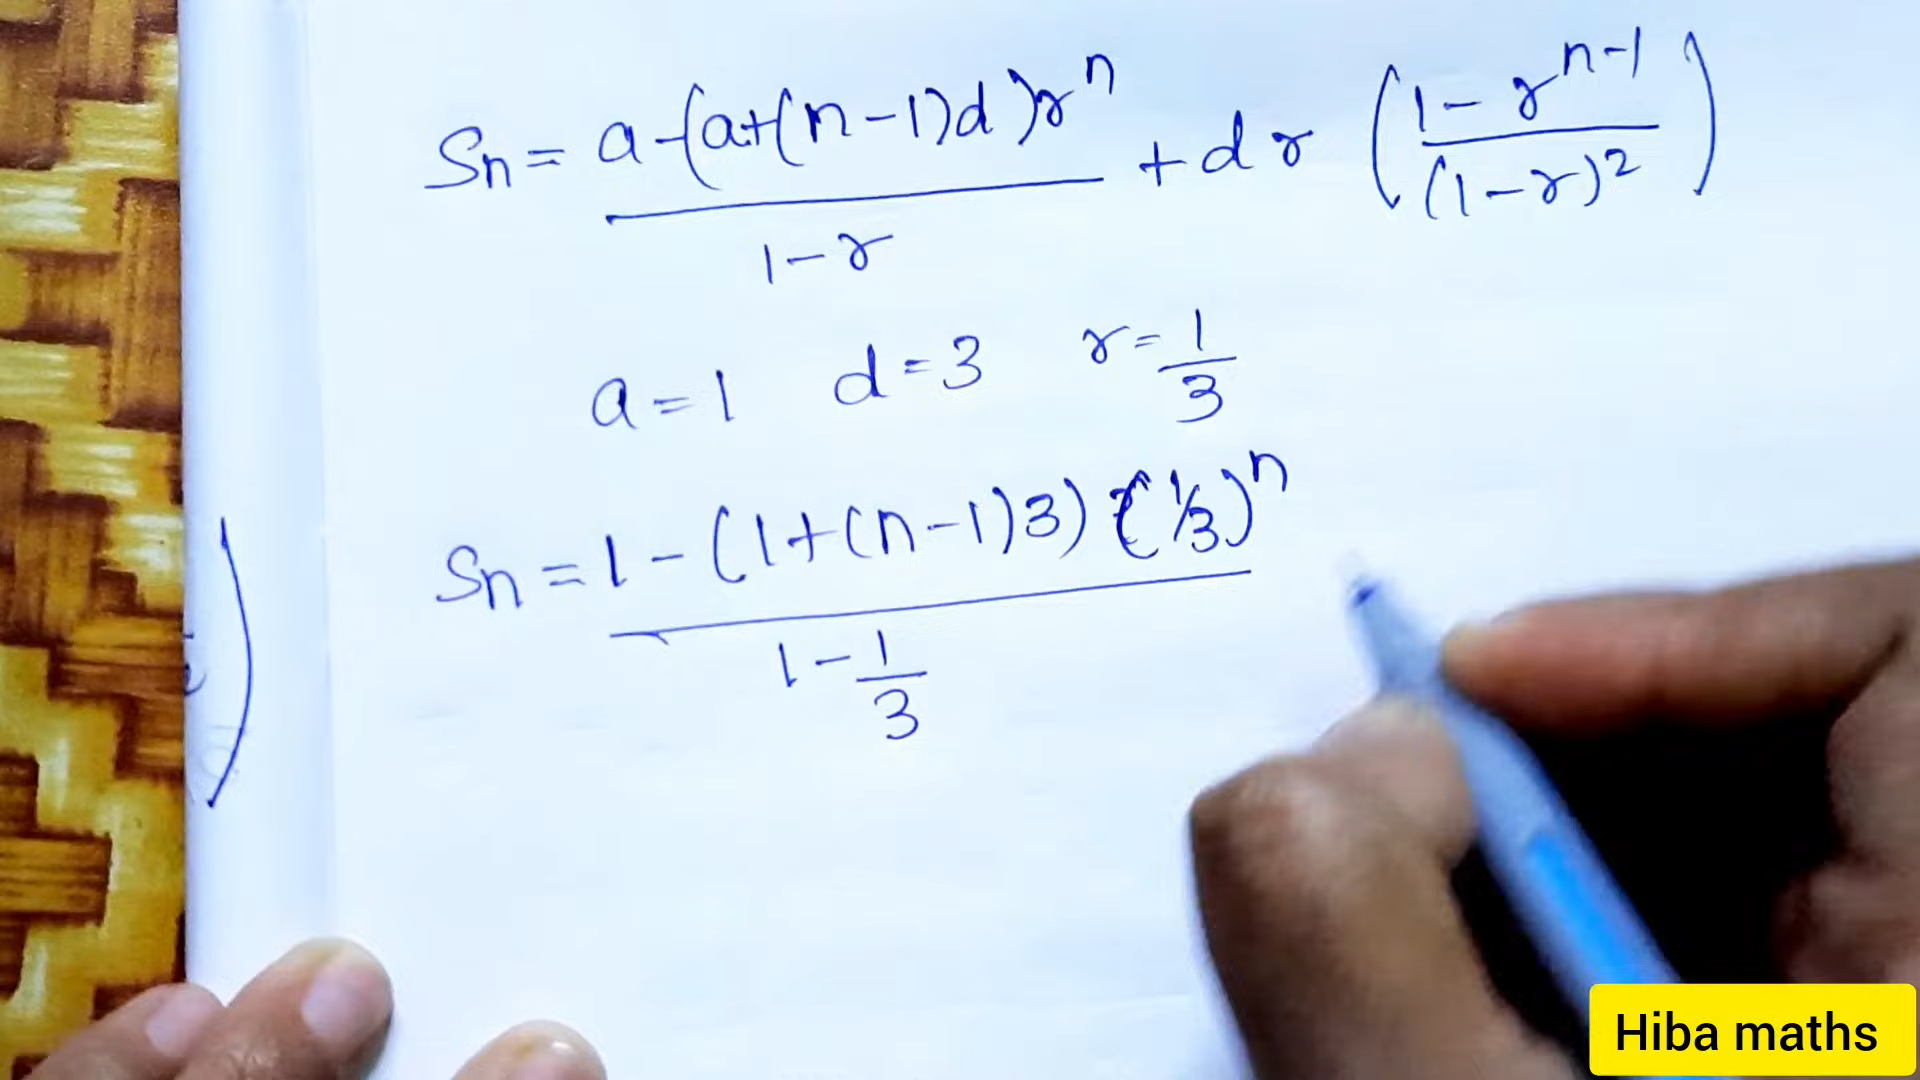 Sn = a-(a+(n-1)d)r^n / 1-r + dr (1-r^(n-1) / (1-r)^2)
a=1 d=3 r=1/3
Sn = 1-(1+(n-1)3)(1/3)^n / 1-1/3
)
Hiba maths